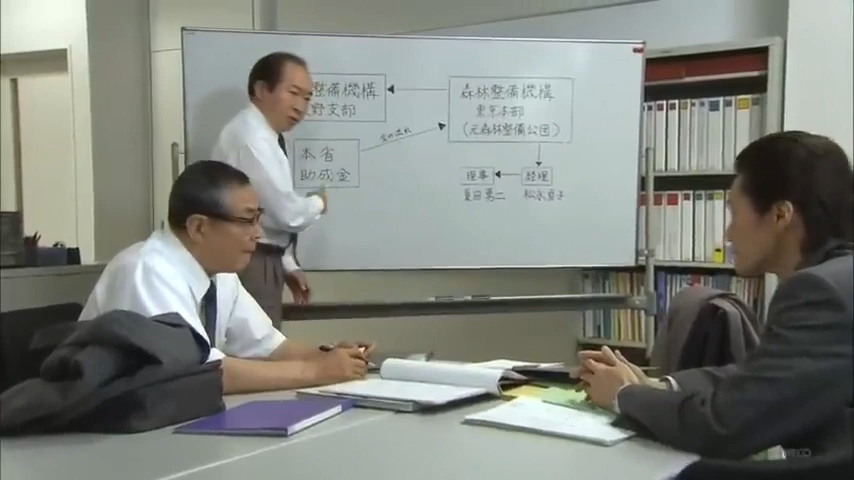 整備機構
野支部
森林整備機構
東京本部
(元森林整備公団)
金の流れ
本省
助成金
理事
経理
夏目勇二
松永直子